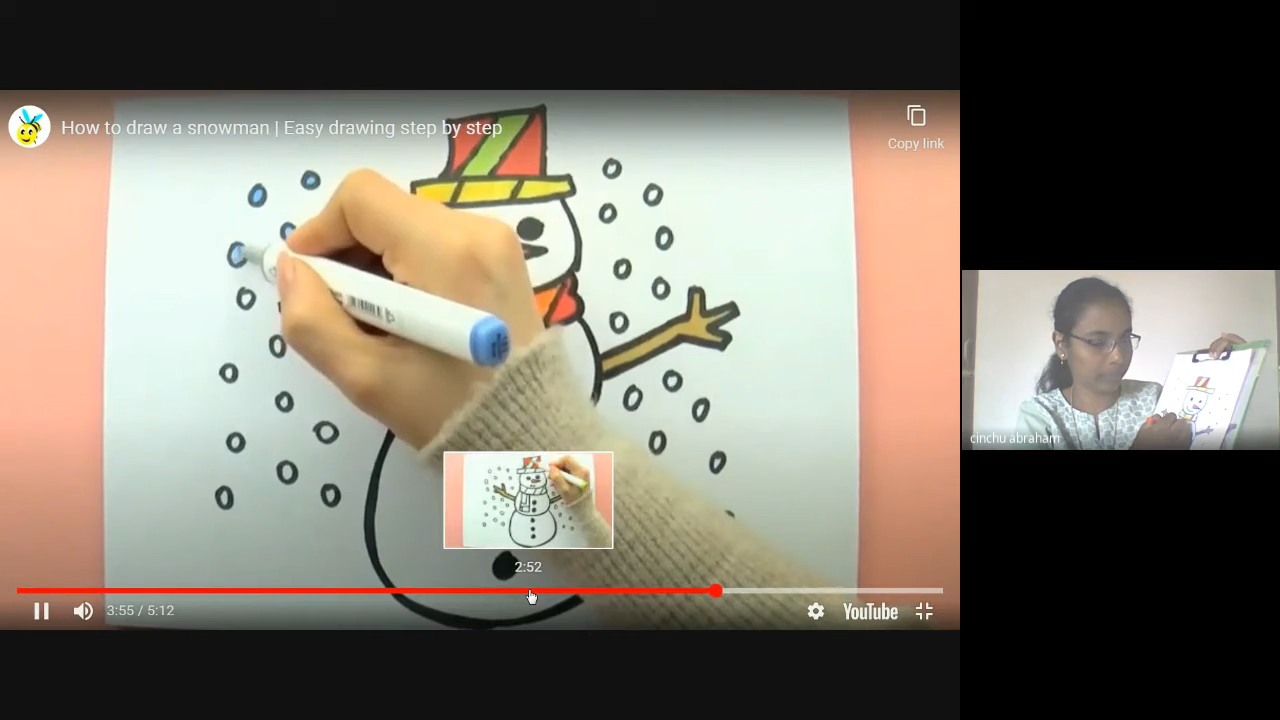 How to draw a snowman | Easy drawing step by step
Copy link
cinchu abraham
2:52
3:55 / 5:12
YouTube